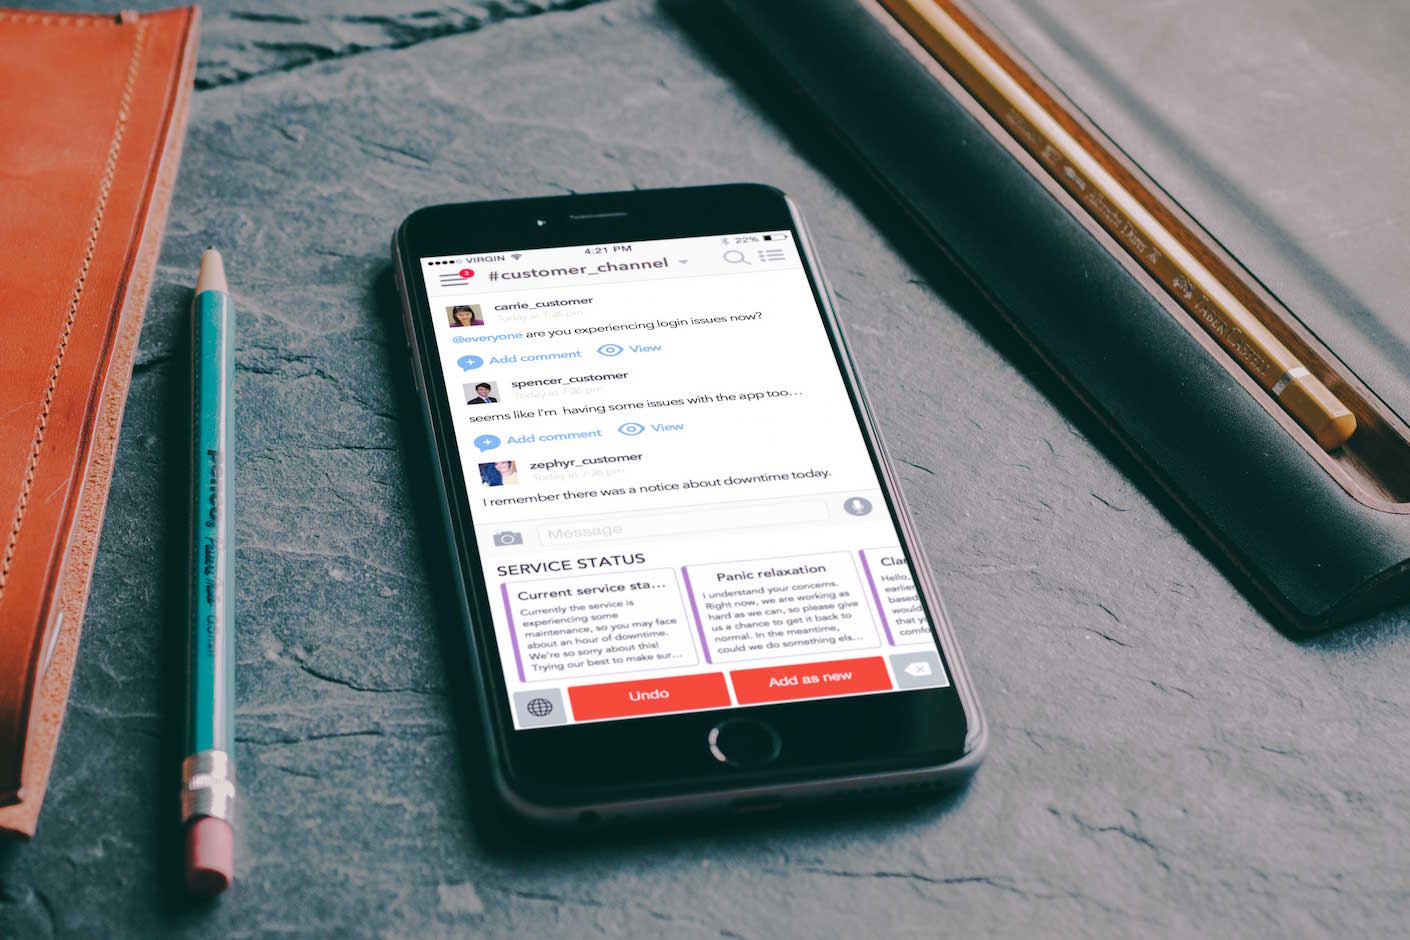 VIRGIN
4:21 PM
22%
3
#customer_channel
carrie_customer
Today at 7:26 pm
@everyone are you experiencing login issues now?
Add comment View
spencer_customer
Today at 7:26 pm
seems like I'm having some issues with the app too...
Add comment View
zephyr_customer
Today at 7:26 pm
I remember there was a notice about downtime today.
Message
SERVICE STATUS
Current service sta...
Currently the service is
experiencing some
maintenance, so you may face
about an hour of downtime.
We're so sorry about this!
Trying our best to make sur...
Panic relaxation
I understand your concerns.
Right now, we are working as
hard as we can, so please give
us a chance to get it back to
normal. In the meantime,
could we do something els...
Cla
Hello,
earlier
based
would
that yo
comfo
Undo
Add as new
FABER-CASTELL